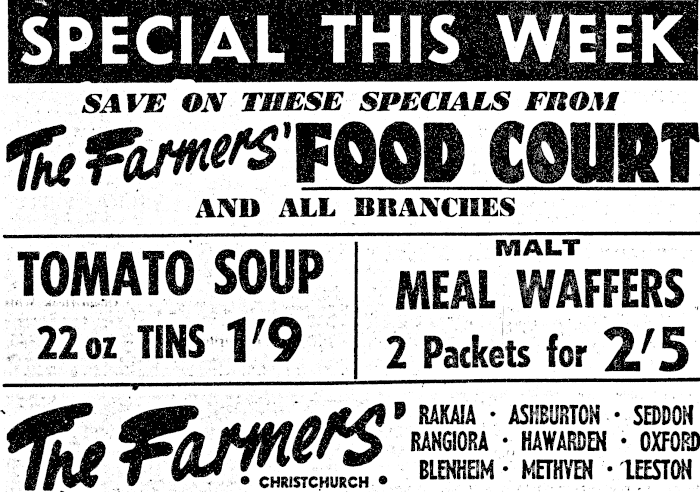 SPECIAL THIS WEEK
SAVE ON THESE SPECIALS FROM
The Farmers' FOOD COURT
AND ALL BRANCHES
TOMATO SOUP
22 oz TINS 1'9
MALT
MEAL WAFFERS
2 Packets for 2'5
The Farmers'
• CHRISTCHURCH •
RAKAIA • ASHBURTON • SEDDON
RANGIORA • HAWARDEN • OXFORD
BLENHEIM • METHVEN • LEESTON